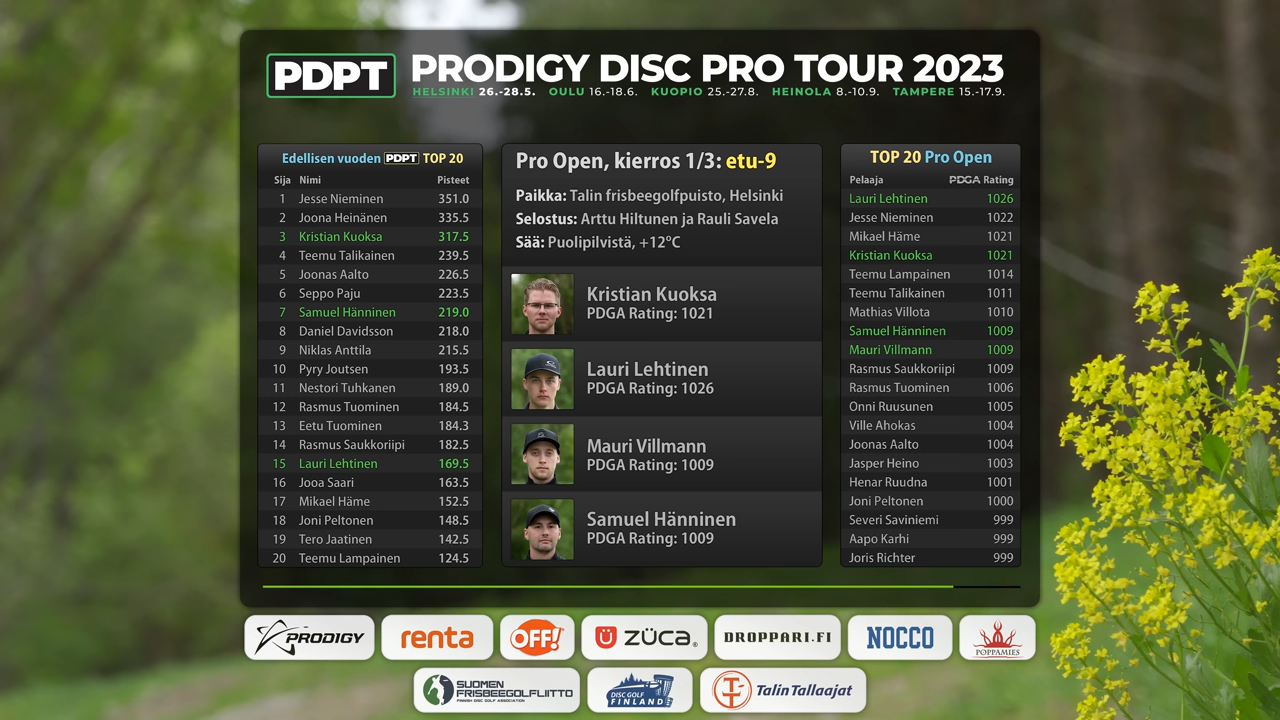 PDPT PRODIGY DISC PRO TOUR 2023
HELSINKI 26.-28.5. OULU 16.-18.6. KUOPIO 25.-27.8. HEINOLA 8.-10.9. TAMPERE 15.-17.9.
Edellisen vuoden PDPT TOP 20
Sija Nimi Pisteet
1 Jesse Nieminen 351.0
2 Joona Heinänen 335.5
3 Kristian Kuoksa 317.5
4 Teemu Talikainen 239.5
5 Joonas Aalto 226.5
6 Seppo Paju 223.5
7 Samuel Hänninen 219.0
8 Daniel Davidsson 218.0
9 Niklas Anttila 215.5
10 Pyry Joutsen 193.5
11 Nestori Tuhkanen 189.0
12 Rasmus Tuominen 184.5
13 Eetu Tuominen 184.3
14 Rasmus Saukkoriipi 182.5
15 Lauri Lehtinen 169.5
16 Jooa Saari 163.5
17 Mikael Häme 152.5
18 Joni Peltonen 148.5
19 Tero Jaatinen 142.5
20 Teemu Lampainen 124.5
Pro Open, kierros 1/3: etu-9
Paikka: Talin frisbeegolfpuisto, Helsinki
Selostus: Arttu Hiltunen ja Rauli Savela
Sää: Puolipilvistä, +12°C
Kristian Kuoksa
PDGA Rating: 1021
Lauri Lehtinen
PDGA Rating: 1026
Mauri Villmann
PDGA Rating: 1009
Samuel Hänninen
PDGA Rating: 1009
TOP 20 Pro Open
Pelaaja PDGA Rating
Lauri Lehtinen 1026
Jesse Nieminen 1022
Mikael Häme 1021
Kristian Kuoksa 1021
Teemu Lampainen 1014
Teemu Talikainen 1011
Mathias Villota 1010
Samuel Hänninen 1009
Mauri Villmann 1009
Rasmus Saukkoriipi 1009
Rasmus Tuominen 1006
Onni Ruusunen 1005
Ville Ahokas 1004
Joonas Aalto 1004
Jasper Heino 1003
Henar Ruudna 1001
Joni Peltonen 1000
Severi Saviniemi 999
Aapo Karhi 999
Joris Richter 999
PRODIGY renta OFF! ZÜCA® DROPPARI.FI NOCCO POPPAMIES
SUOMEN
FRISBEEGOLFLIITTO
FINNISH DISC GOLF ASSOCIATION
DISC GOLF
FINLAND
Talin Tallaajat